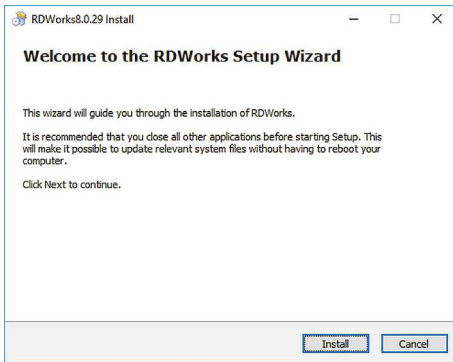 RDWorks8.0.29 Install
Welcome to the RDWorks Setup Wizard
This wizard will guide you through the installation of RDWorks.
It is recommended that you close all other applications before starting Setup. This
will make it possible to update relevant system files without having to reboot your
computer.
Click Next to continue.
Install
Cancel